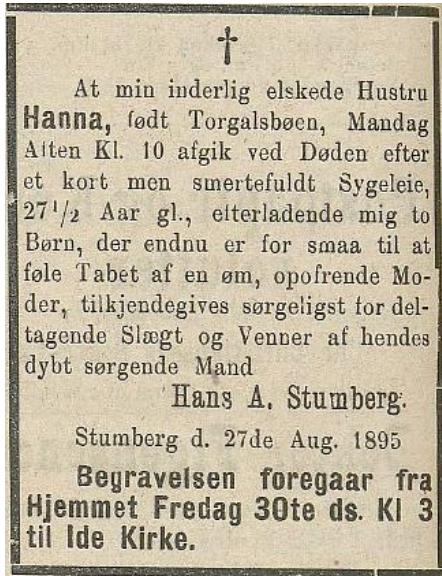 †
At min inderlig elskede Hustru
Hanna, født Torgalsbøen, Mandag
Aften Kl. 10 afgik ved Døden efter
et kort men smertefuldt Sygeleie,
27 1/2 Aar gl., efterladende mig to
Børn, der endnu er for smaa til at
føle Tabet af en øm, opofrende Mo-
der, tilkjendegives sørgeligst for del-
tagende Slægt og Venner af hendes
dybt sørgende Mand
Hans A. Stumberg.
Stumberg d. 27de Aug. 1895
Begravelsen foregaar fra
Hjemmet Fredag 30te ds. Kl 3
til Ide Kirke.